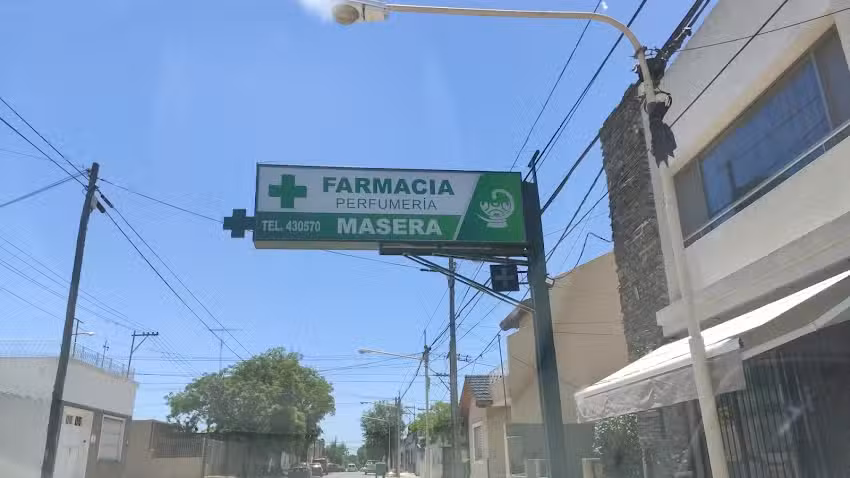 FARMACIA
PERFUMERÍA
TEL. 430570 MASERA